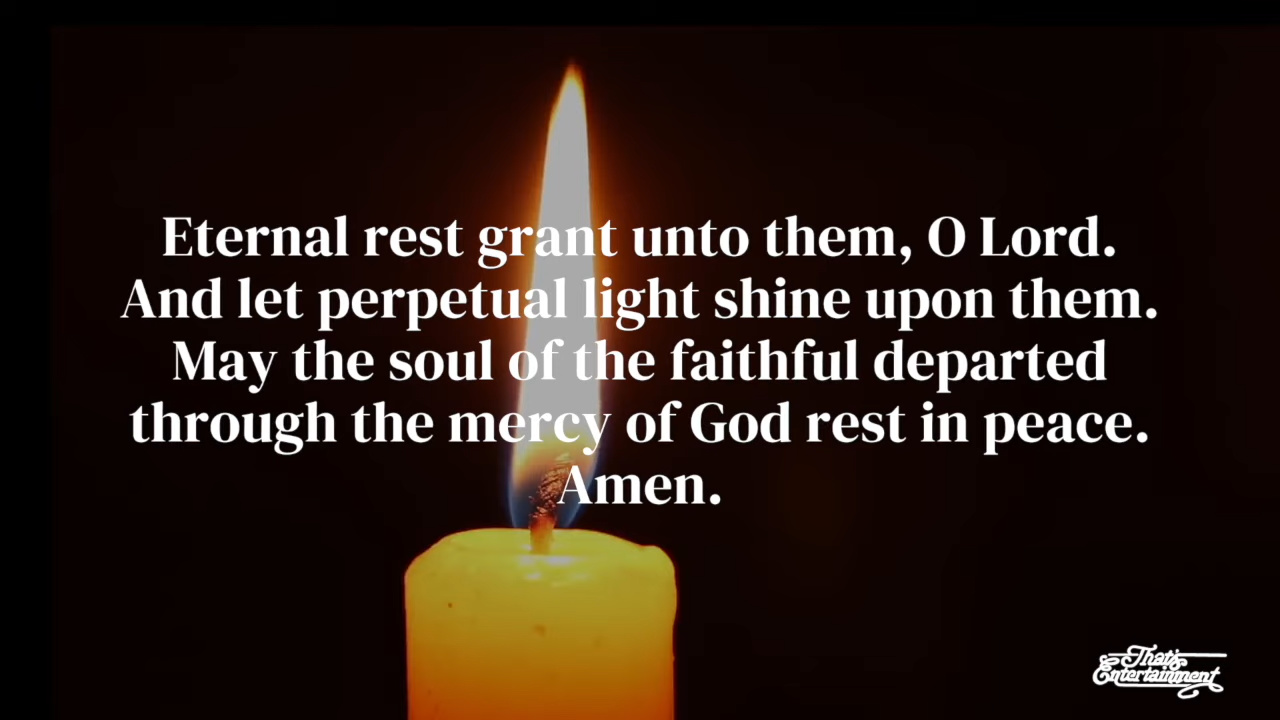 Eternal rest grant unto them, O Lord.
And let perpetual light shine upon them.
May the soul of the faithful departed
through the mercy of God rest in peace.
Amen.
That's
Entertainment